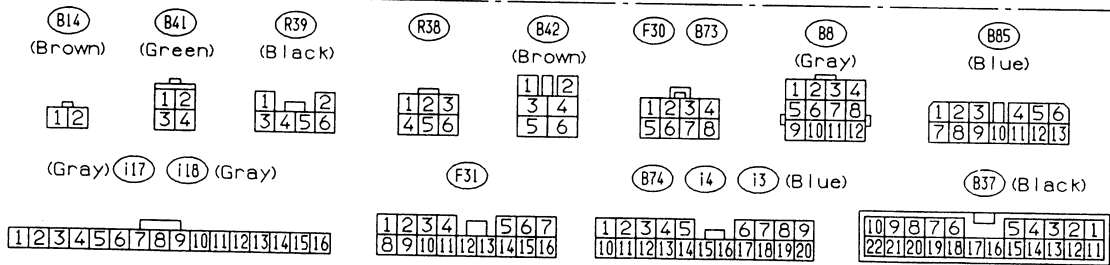 B14 B41 R39 R38 B42 F30 B73 B8 B85
(Brown) (Green) (Black) (Brown) (Gray) (Blue)
1 2
1 2
3 4
1 2
3 4 5 6
1 2 3
4 5 6
1 2
3 4
5 6
1 2 3 4
5 6 7 8
1 2 3 4
5 6 7 8
9 10 11 12
1 2 3 4 5 6
7 8 9 10 11 12 13
(Gray) i17 i18 (Gray) F31 B74 i4 i3 (Blue) B37 (Black)
1 2 3 4 5 6 7 8 9 10 11 12 13 14 15 16
1 2 3 4 5 6 7
8 9 10 11 12 13 14 15 16
1 2 3 4 5 6 7 8 9
10 11 12 13 14 15 16 17 18 19 20
10 9 8 7 6 5 4 3 2 1
22 21 20 19 18 17 16 15 14 13 12 11